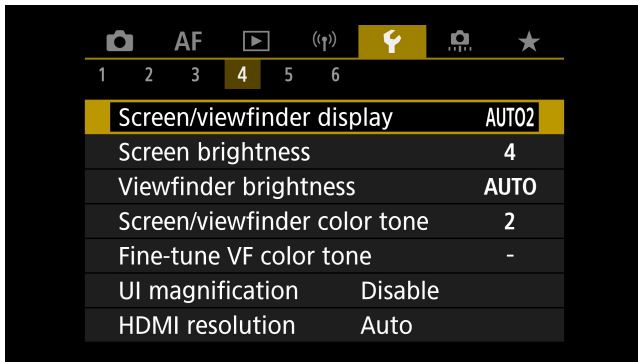 AF
1 2 3 4 5 6
Screen/viewfinder display AUTO2
Screen brightness 4
Viewfinder brightness AUTO
Screen/viewfinder color tone 2
Fine-tune VF color tone -
UI magnification Disable
HDMI resolution Auto